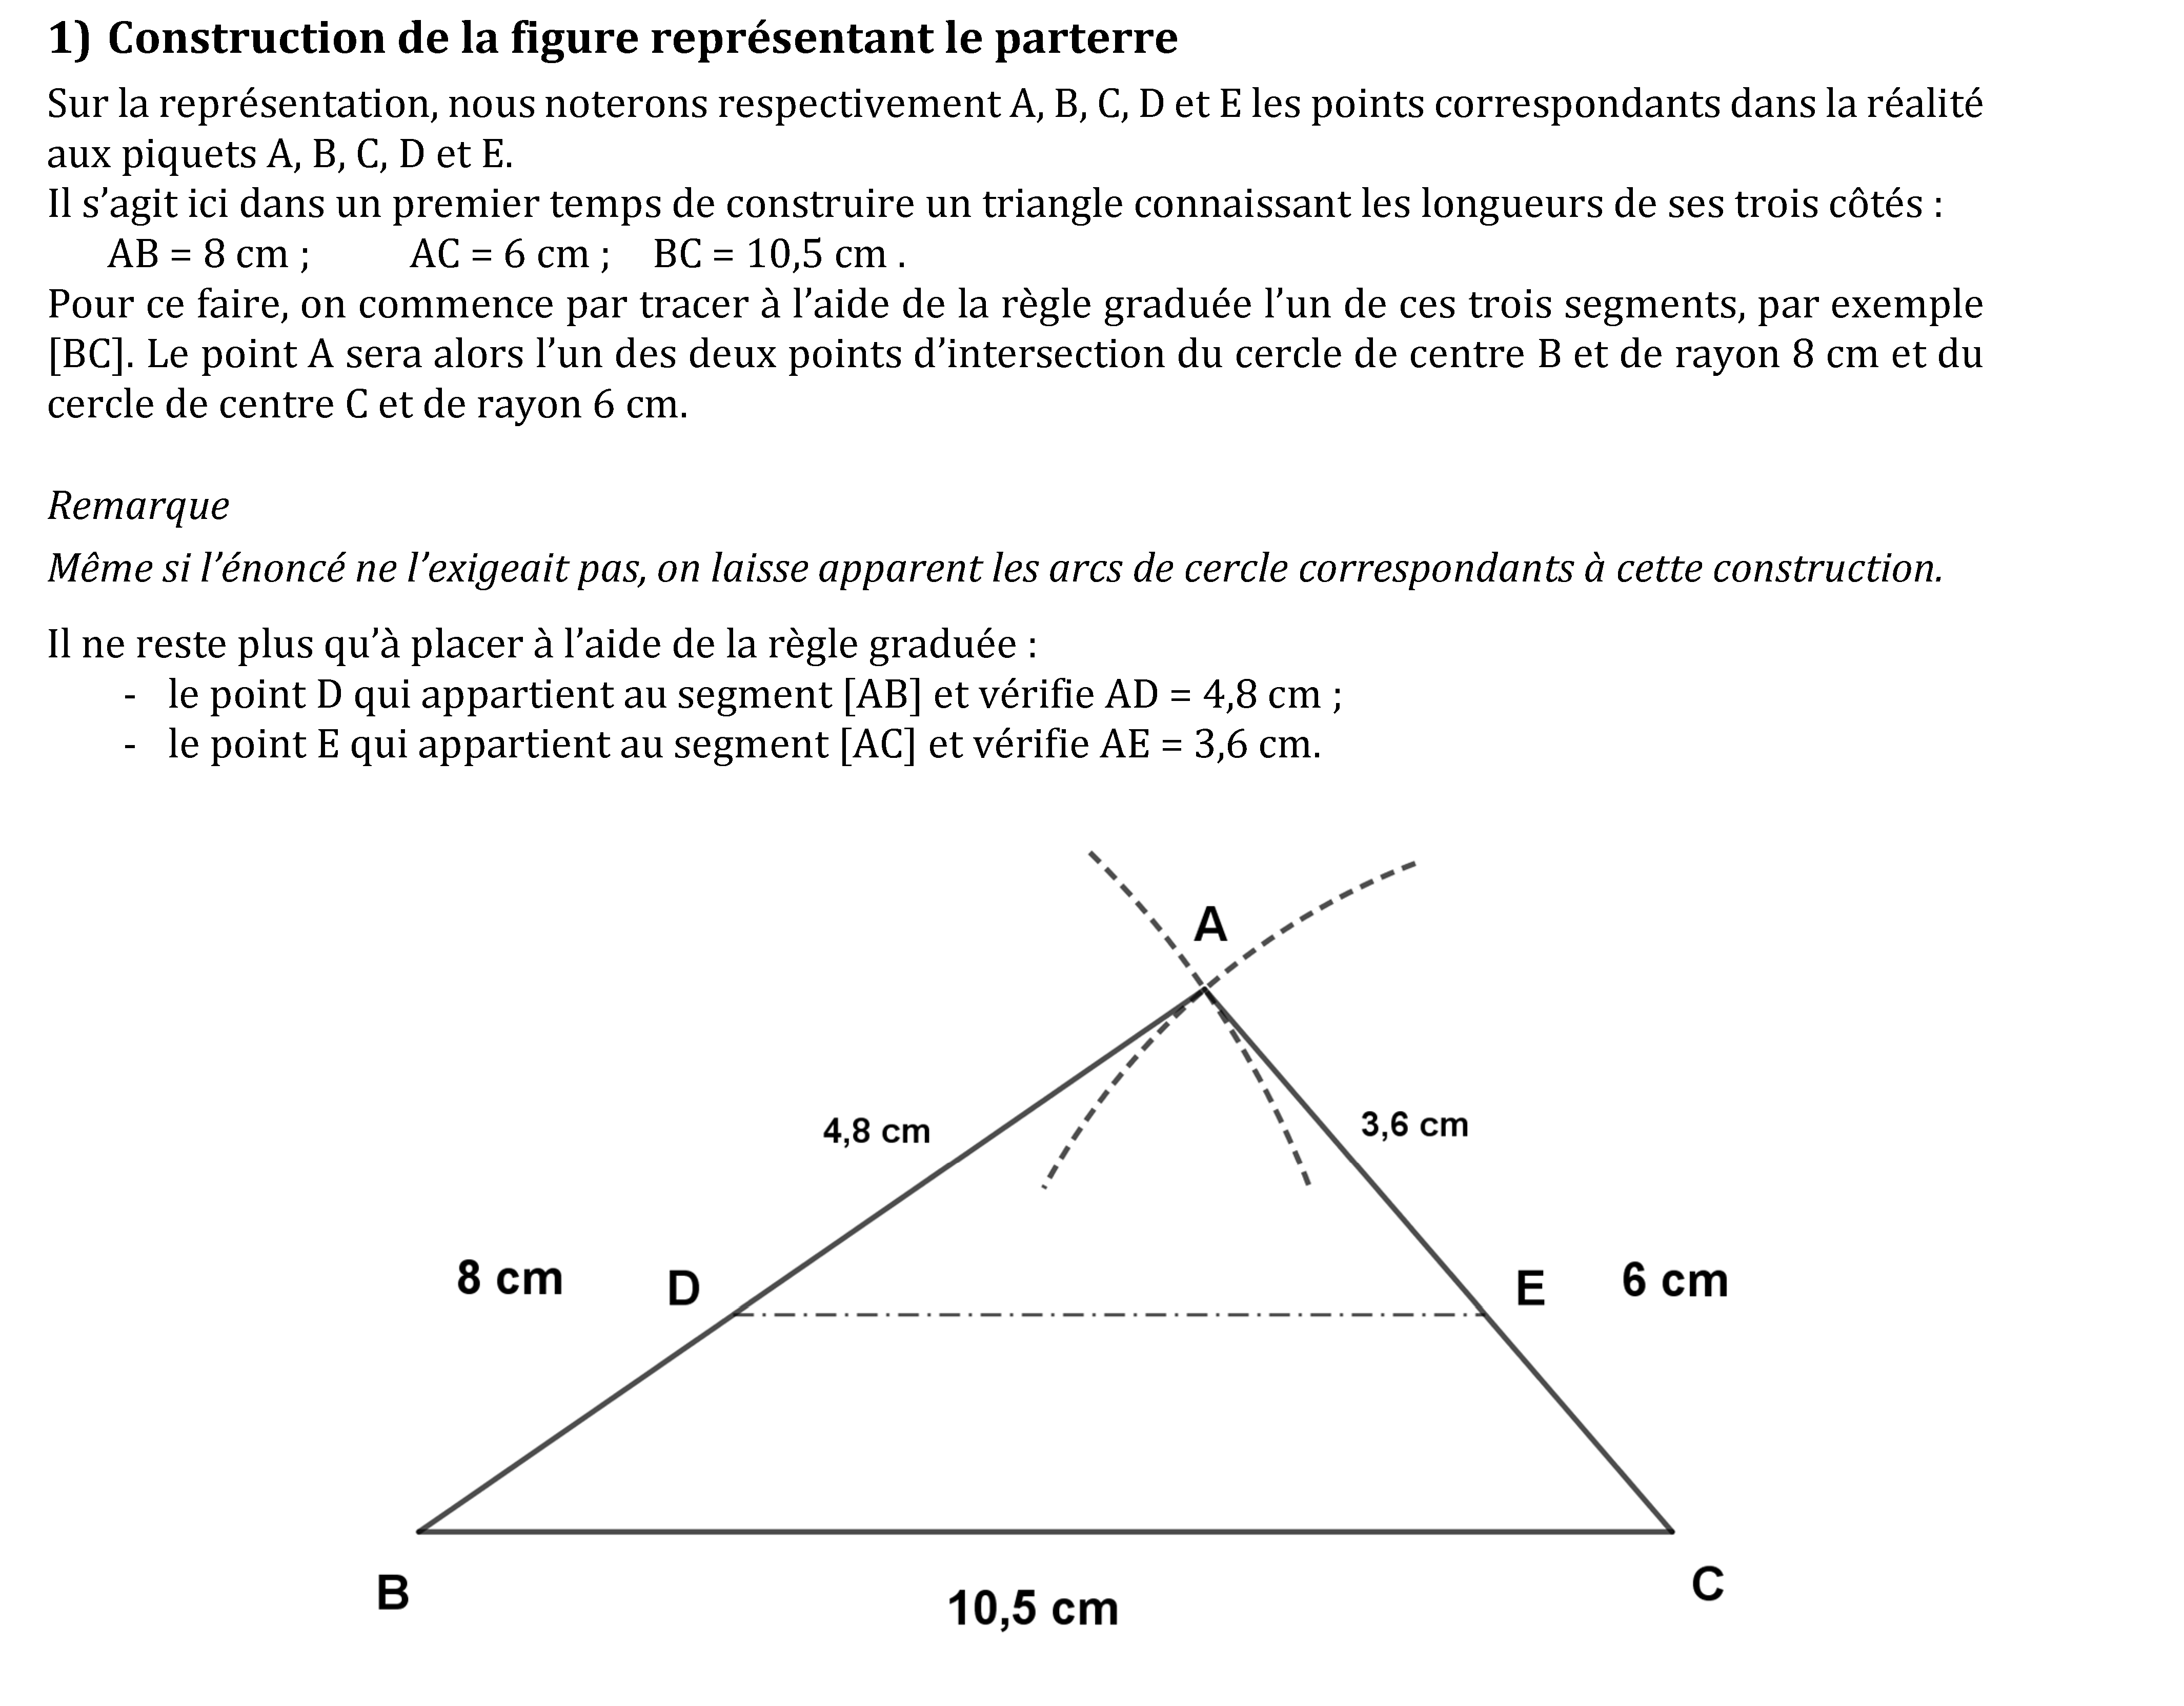 1) Construction de la figure représentant le parterre
Sur la représentation, nous noterons respectivement A, B, C, D et E les points correspondants dans la réalité
aux piquets A, B, C, D et E.
Il s’agit ici dans un premier temps de construire un triangle connaissant les longueurs de ses trois côtés :
AB = 8 cm ; AC = 6 cm ; BC = 10,5 cm .
Pour ce faire, on commence par tracer à l’aide de la règle graduée l’un de ces trois segments, par exemple
[BC]. Le point A sera alors l’un des deux points d’intersection du cercle de centre B et de rayon 8 cm et du
cercle de centre C et de rayon 6 cm.
Remarque
Même si l’énoncé ne l’exigeait pas, on laisse apparent les arcs de cercle correspondants à cette construction.
Il ne reste plus qu’à placer à l’aide de la règle graduée :
- le point D qui appartient au segment [AB] et vérifie AD = 4,8 cm ;
- le point E qui appartient au segment [AC] et vérifie AE = 3,6 cm.
A
4,8 cm
3,6 cm
8 cm
D
E
6 cm
B
C
10,5 cm